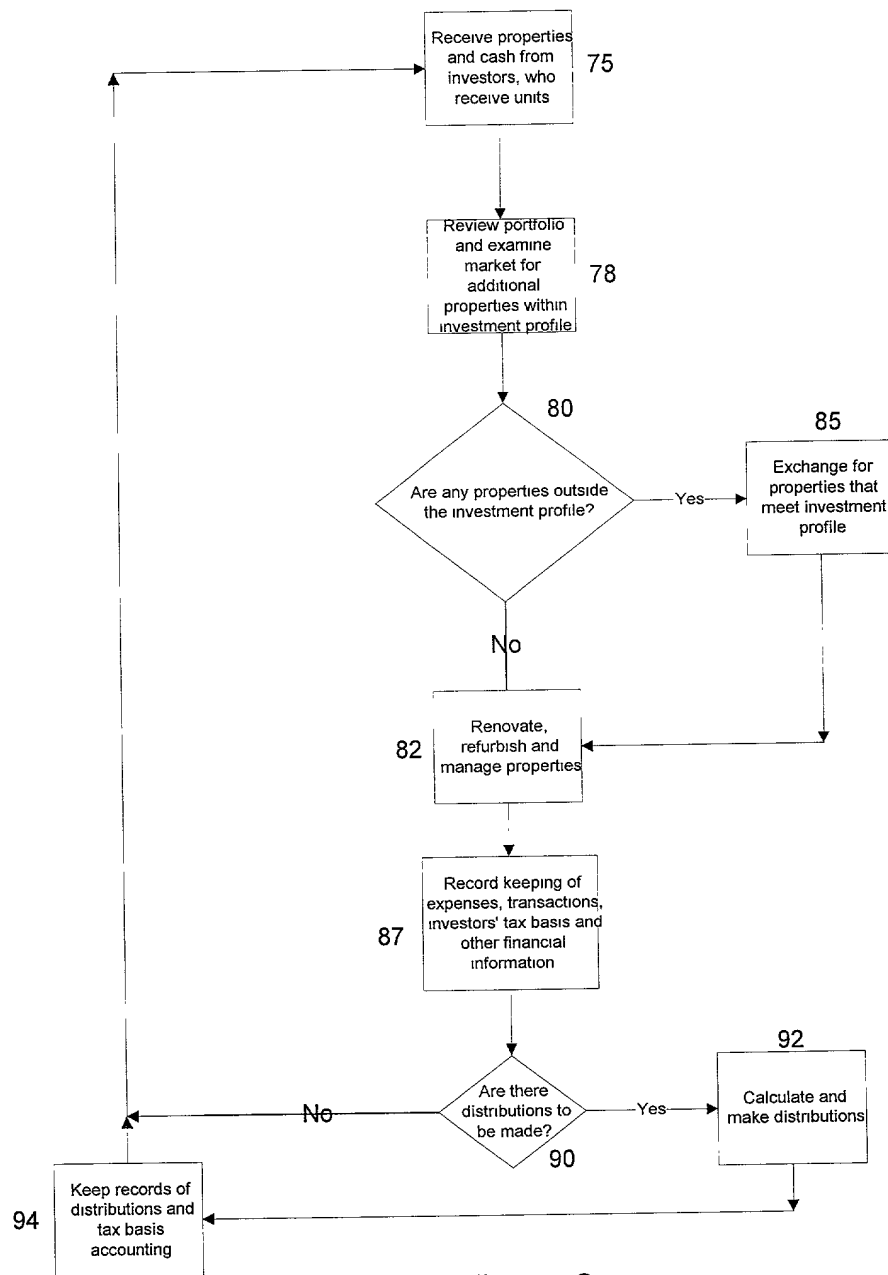 Receive properties
and cash from
investors, who
receive units
75
Review portfolio
and examine
market for
additional
properties within
investment profile
78
80
Are any properties outside
the investment profile?
Yes
85
Exchange for
properties that
meet investment
profile
No
82
Renovate,
refurbish and
manage properties
87
Record keeping of
expenses, transactions,
investors' tax basis and
other financial
information
Are there
distributions to
be made?
90
Yes
No
92
Calculate and
make distributions
94
Keep records of
distributions and
tax basis
accounting